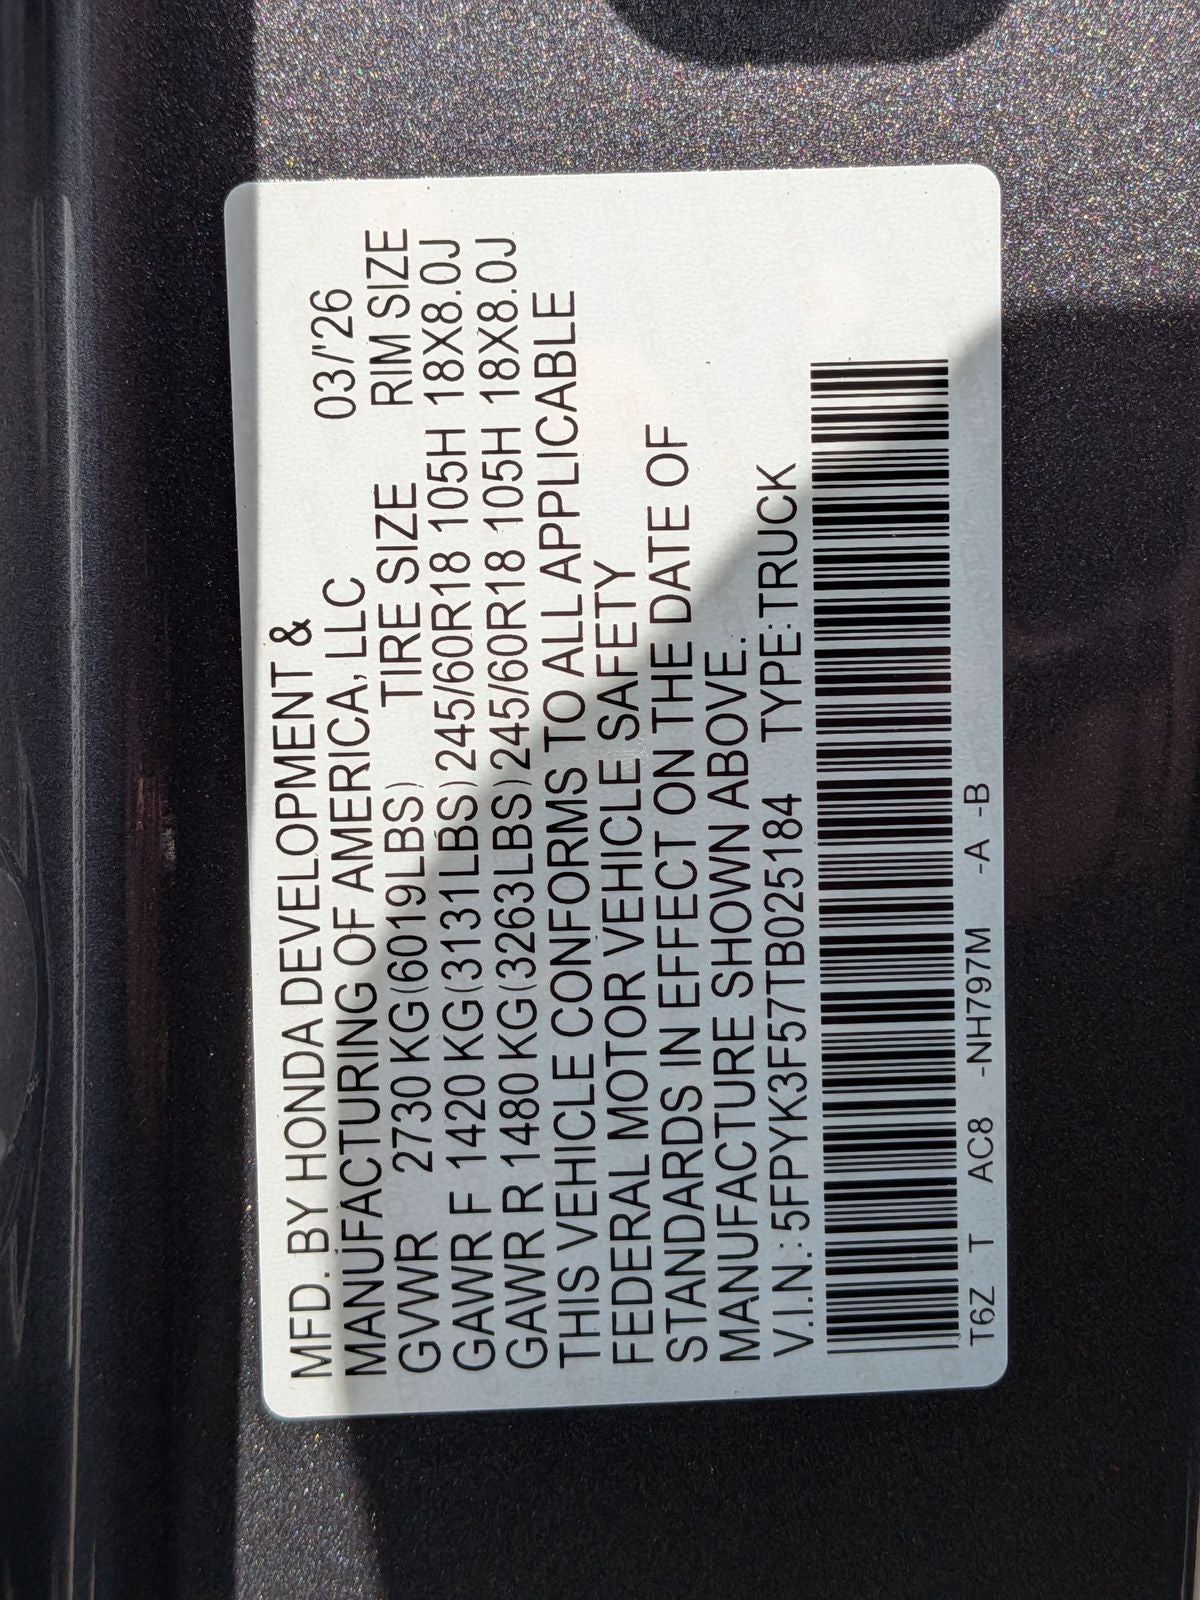 MFD. BY HONDA DEVELOPMENT &
MANUFACTURING OF AMERICA, LLC 03/'26
GVWR 2730 KG(6019LBS) TIRE SIZE RIM SIZE
GAWR F 1420 KG(3131LBS) 245/60R18 105H 18X8.0J
GAWR R 1480 KG(3263LBS) 245/60R18 105H 18X8.0J
THIS VEHICLE CONFORMS TO ALL APPLICABLE
FEDERAL MOTOR VEHICLE SAFETY
STANDARDS IN EFFECT ON THE DATE OF
MANUFACTURE SHOWN ABOVE.
V.I.N.:5FPYK3F57TB025184 TYPE:TRUCK
T6Z T AC8 -NH797M -A -B